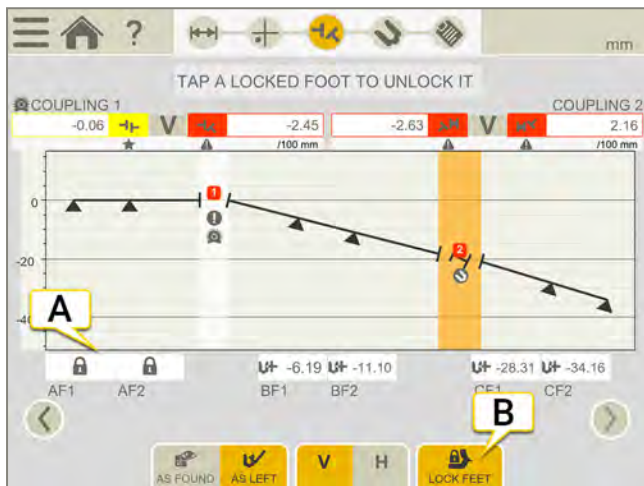 ?
mm
TAP A LOCKED FOOT TO UNLOCK IT
COUPLING 1 COUPLING 2
-0.06 V -2.45 -2.63 V 2.16
/100 mm /100 mm
1
0
2
-20
A
-40
-6.19 -11.10 -28.31 -34.16
AF1 AF2 BF1 BF2 CF1 CF2
B
AS FOUND AS LEFT V H LOCK FEET